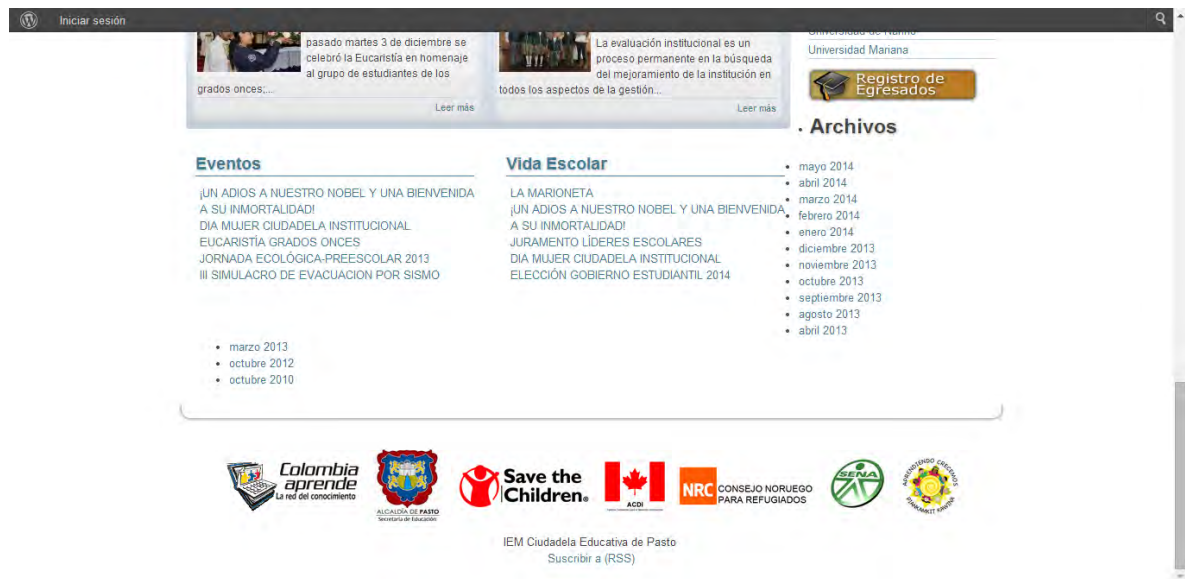 Iniciar sesión
pasado martes 3 de diciembre se
celebró la Eucaristía en homenaje
al grupo de estudiantes de los
grados onces;...
Leer más
La evaluación institucional es un
proceso permanente en la búsqueda
del mejoramiento de la institución en
todos los aspectos de la gestión...
Leer más
Universidad de Nariño
Universidad Mariana
Registro de
Egresados
Archivos
mayo 2014
abril 2014
marzo 2014
febrero 2014
enero 2014
diciembre 2013
noviembre 2013
octubre 2013
septiembre 2013
agosto 2013
abril 2013
Eventos
¡UN ADIOS A NUESTRO NOBEL Y UNA BIENVENIDA
A SU INMORTALIDAD!
DIA MUJER CIUDADELA INSTITUCIONAL
EUCARISTÍA GRADOS ONCES
JORNADA ECOLÓGICA-PREESCOLAR 2013
III SIMULACRO DE EVACUACION POR SISMO
Vida Escolar
LA MARIONETA
¡UN ADIOS A NUESTRO NOBEL Y UNA BIENVENIDA
A SU INMORTALIDAD!
JURAMENTO LÍDERES ESCOLARES
DIA MUJER CIUDADELA INSTITUCIONAL
ELECCIÓN GOBIERNO ESTUDIANTIL 2014
marzo 2013
octubre 2012
octubre 2010
Colombia
aprende
La red del conocimiento
ALCALDÍA DE PASTO
Secretaría de Educación
Save the
Children.
ACDI
NRC CONSEJO NORUEGO
PARA REFUGIADOS
SENA
APRENDIENDO CRECEMOS
IEM Ciudadela Educativa de Pasto
Suscribir a (RSS)